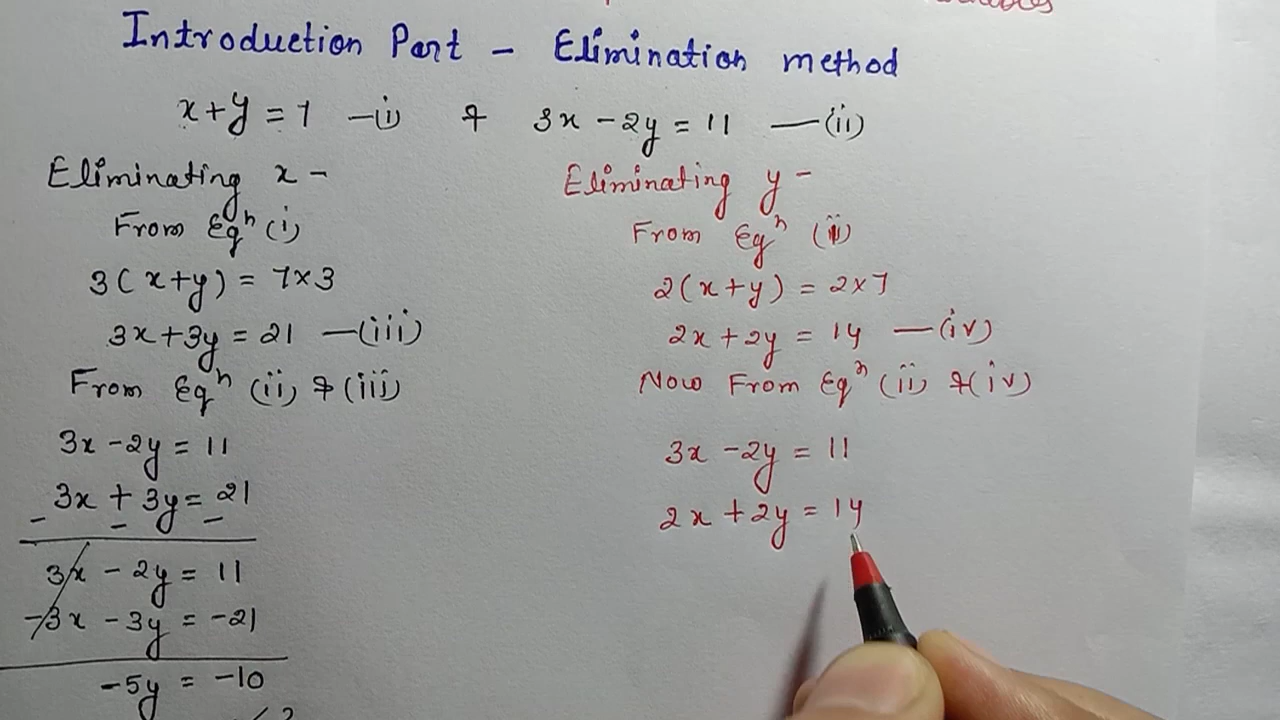 Introduction Part - Elimination method
x+y = 7 —(i) & 3x - 2y = 11 —(ii)
Eliminating x -
From Eqⁿ (i)
3(x+y) = 7×3
3x+3y = 21 —(iii)
From Eqⁿ (ii) & (iii)
3x - 2y = 11
3x + 3y = 21
- - -
3x - 2y = 11
-3x - 3y = -21
-5y = -10
Eliminating y -
From Eqⁿ (i)
2(x+y) = 2×7
2x + 2y = 14 —(iv)
Now From Eqⁿ (ii) & (iv)
3x - 2y = 11
2x + 2y = 14